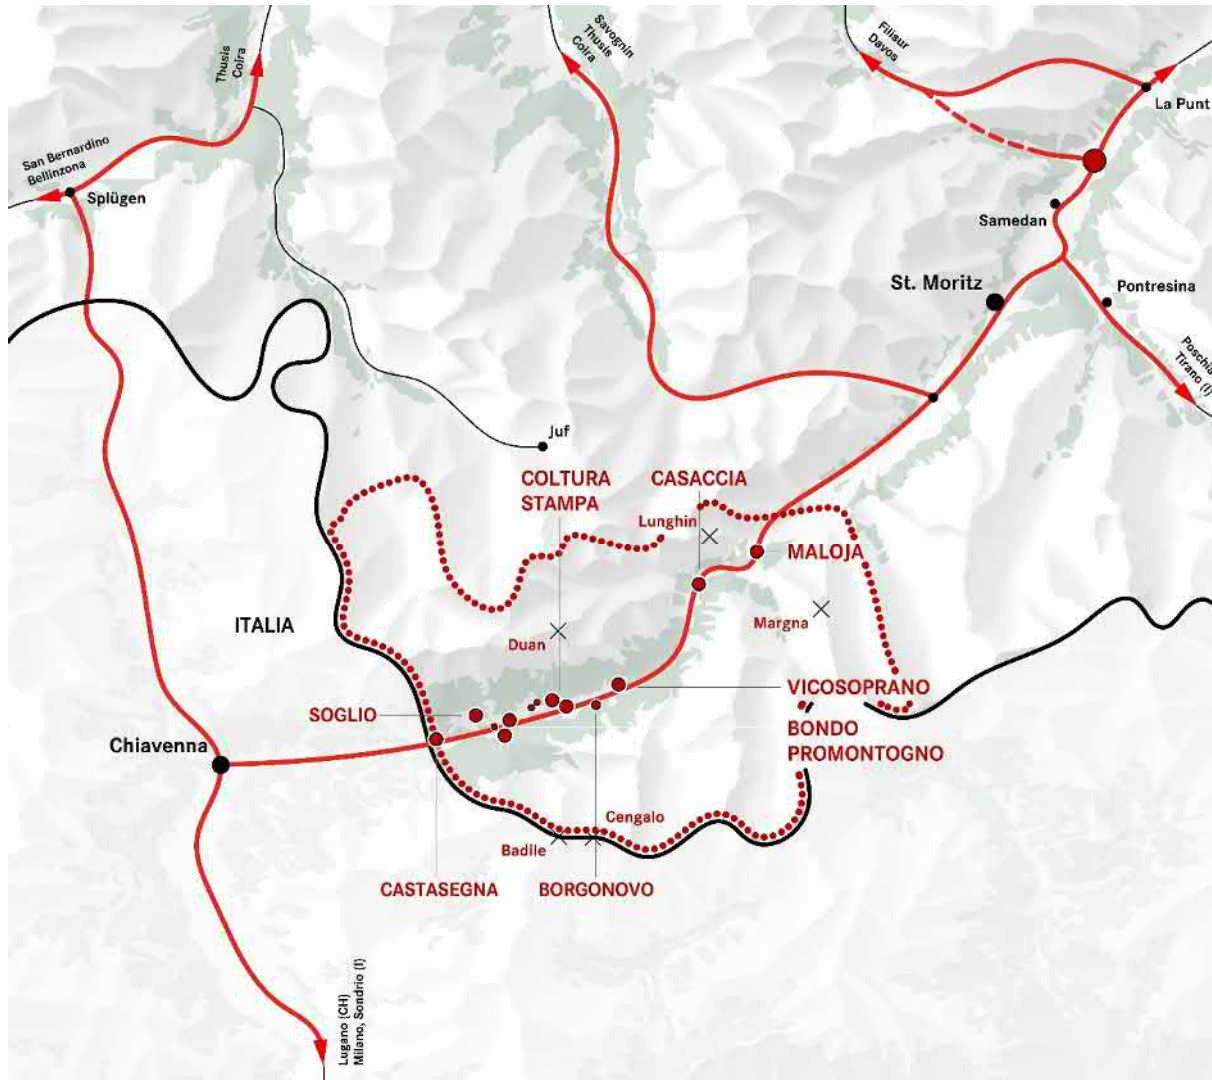 Thusis
Coira
Savognin
Thusis
Coira
Filisur
Davos
La Punt
San Bernardino
Bellinzona
Splügen
Samedan
St. Moritz
Pontresina
Poschia
Tirano (I)
Juf
COLTURA
STAMPA
CASACCIA
Lunghin
MALOJA
ITALIA
Duan
Margna
SOGLIO
VICOSOPRANO
BONDO
PROMONTOGNO
Chiavenna
Cengalo
Badile
CASTASEGNA
BORGONOVO
Lugano (CH)
Milano, Sondrio (I)